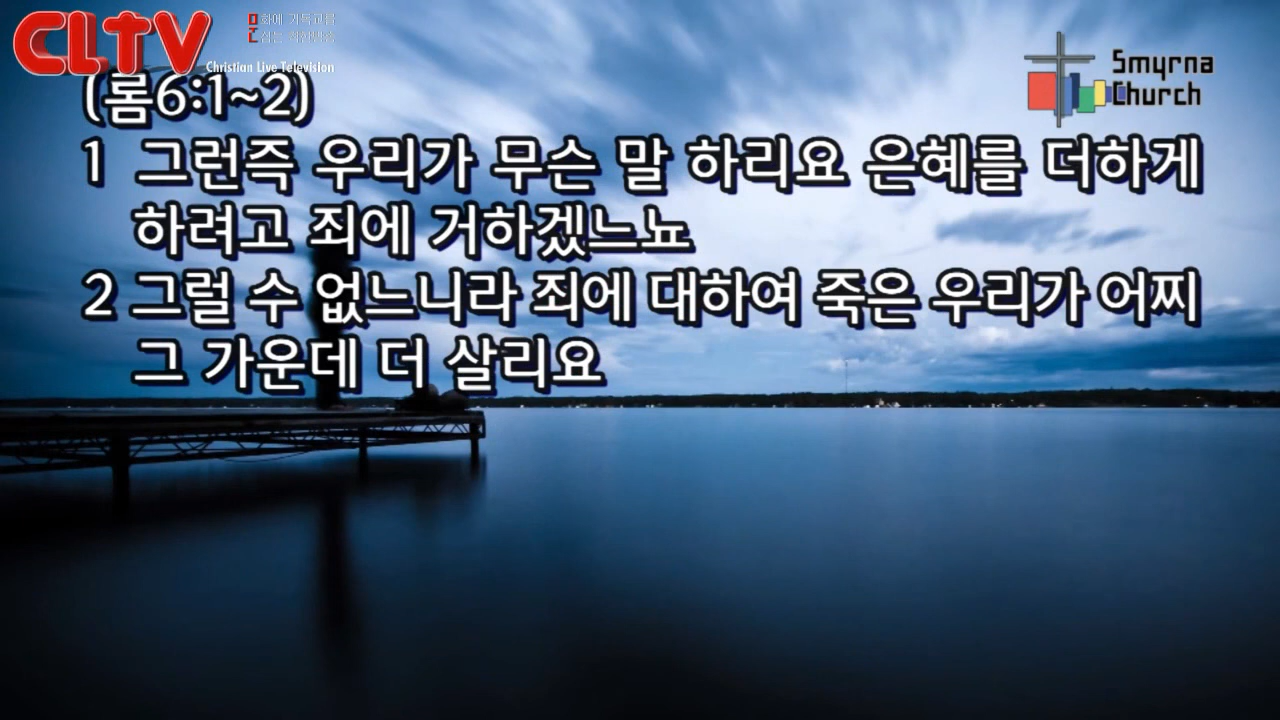 CLTV
Christian Live Television
Smyrna
Church
(롬6:1~2)
1 그런즉 우리가 무슨 말 하리요 은혜를 더하게
하려고 죄에 거하겠느뇨
2 그럴 수 없느니라 죄에 대하여 죽은 우리가 어찌
그 가운데 더 살리요